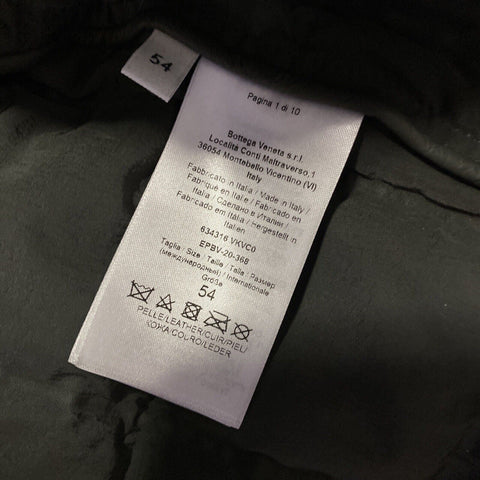 54
Pagina 1 di 10
Bottega Veneta s.r.l.
Località Conti Maltraverso,1
36054 Montebello Vicentino (VI)
Italy
Fabbricato in Italia / Made in Italy /
Fabriqué en Italie / Hecho en
Italia / Сделано в Италии /
Fabricado em Itália / Hergestellt in
Italien
634316 VKVC0
EPBV-20-368
Taglia / Size / Taille / Talla / Размер
(международный) / Internationale
Größe
54
PELLE/LEATHER/CUIR/PIEL/
КОЖА/COURO/LEDER